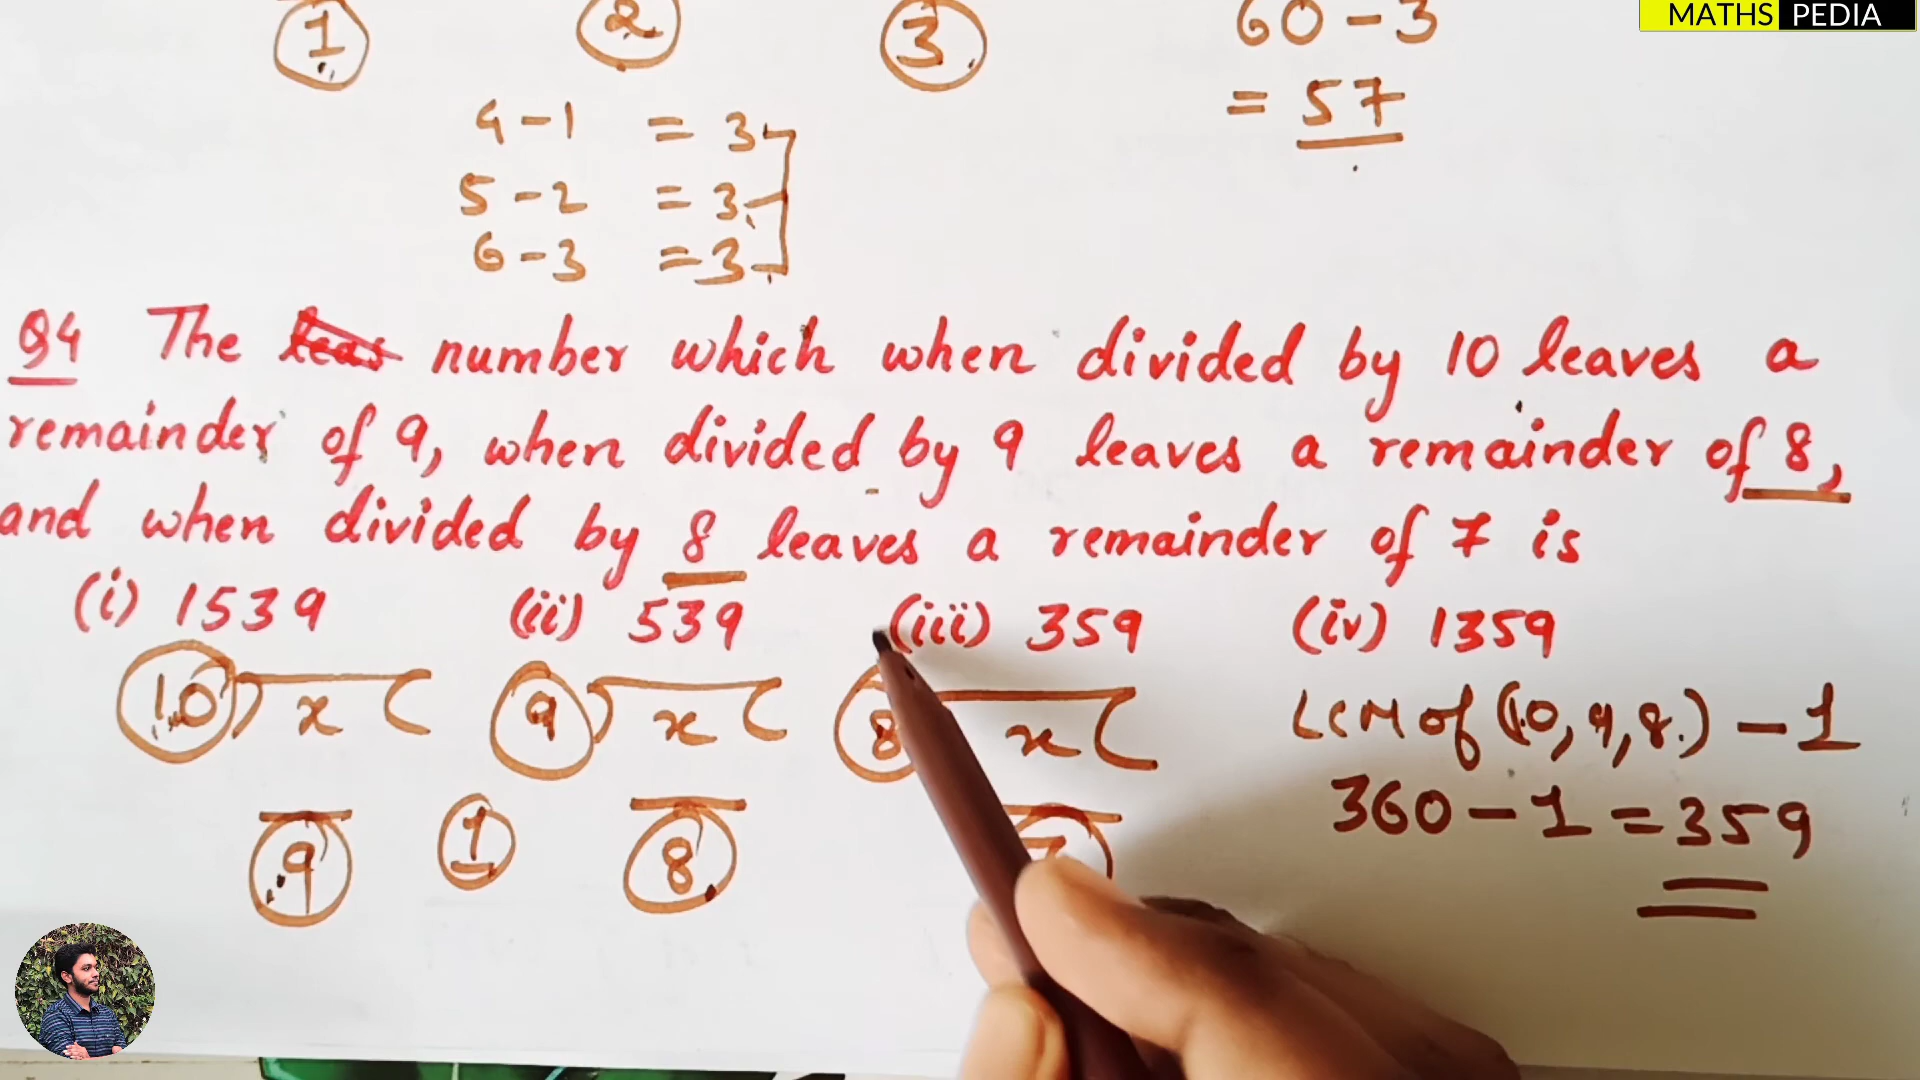 MATHS PEDIA
1 2 3 60 - 3
= 57
4 - 1 = 3
5 - 2 = 3
6 - 3 = 3
Q4 The number which when divided by 10 leaves a
remainder of 9, when divided by 9 leaves a remainder of 8,
and when divided by 8 leaves a remainder of 7 is
(i) 1539 (ii) 539 (iii) 359 (iv) 1359
10) x ( 9) x ( 8 x ( LCM of (10, 9, 8.) - 1
360 - 1 = 359
9 1 8